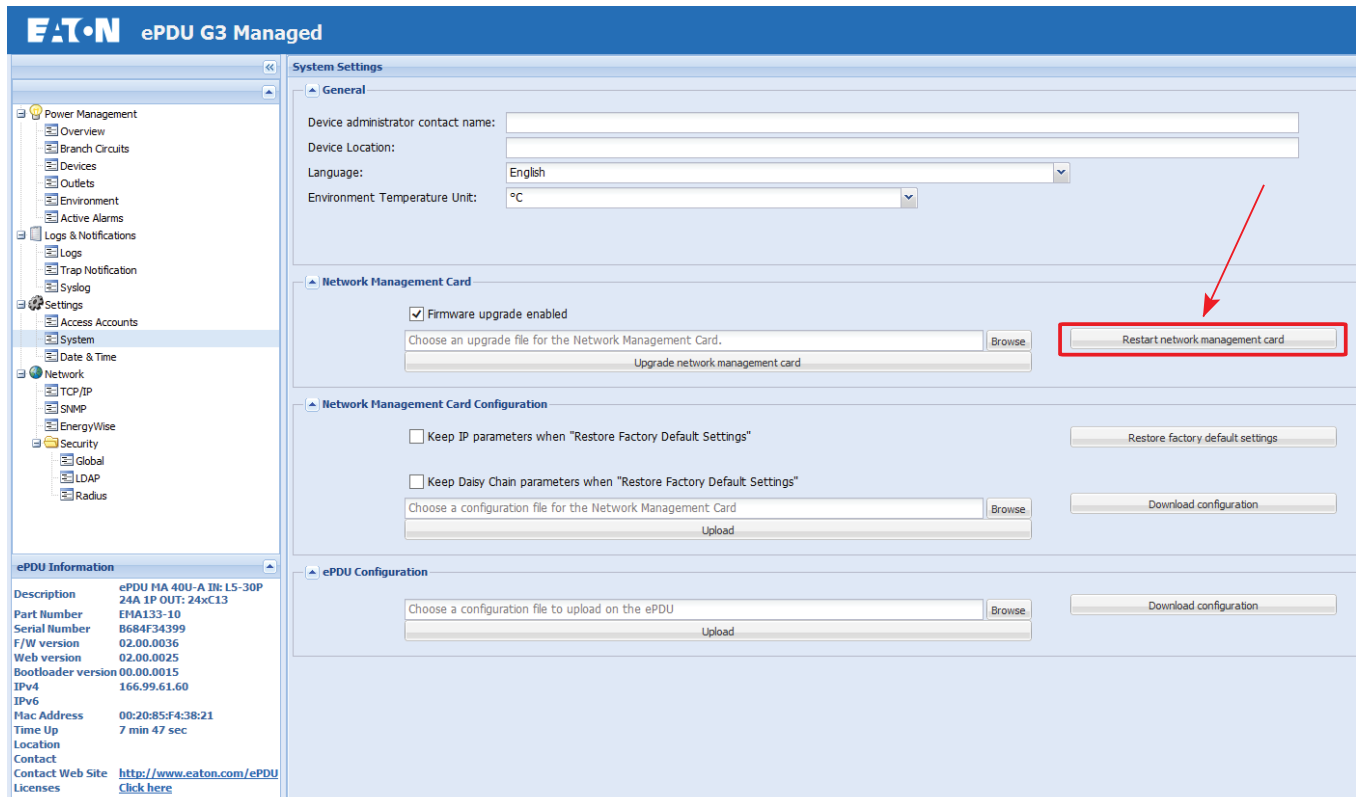 EATON ePDU G3 Managed
Power Management
Overview
Branch Circuits
Devices
Outlets
Environment
Active Alarms
Logs & Notifications
Logs
Trap Notification
Syslog
Settings
Access Accounts
System
Date & Time
Network
TCP/IP
SNMP
EnergyWise
Security
Global
LDAP
Radius
ePDU Information
Description ePDU MA 40U-A IN: L5-30P
24A 1P OUT: 24xC13
Part Number EMA133-10
Serial Number B684F34399
F/W version 02.00.0036
Web version 02.00.0025
Bootloader version 00.00.0015
IPv4 166.99.61.60
IPv6
Mac Address 00:20:85:F4:38:21
Time Up 7 min 47 sec
Location
Contact
Contact Web Site http://www.eaton.com/ePDU
Licenses Click here
System Settings
General
Device administrator contact name:
Device Location:
Language: English
Environment Temperature Unit: °C
Network Management Card
Firmware upgrade enabled
Choose an upgrade file for the Network Management Card. Browse Restart network management card
Upgrade network management card
Network Management Card Configuration
Keep IP parameters when "Restore Factory Default Settings" Restore factory default settings
Keep Daisy Chain parameters when "Restore Factory Default Settings"
Choose a configuration file for the Network Management Card Browse Download configuration
Upload
ePDU Configuration
Choose a configuration file to upload on the ePDU Browse Download configuration
Upload